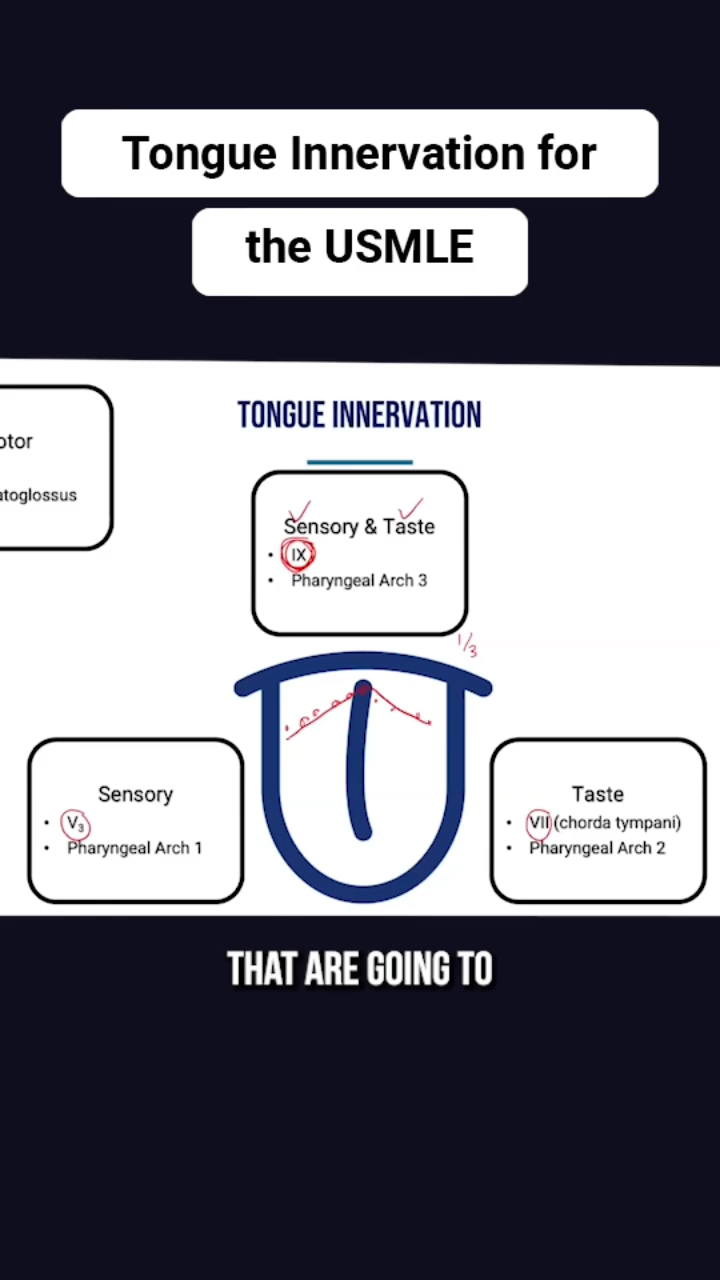 Tongue Innervation for
the USMLE
TONGUE INNERVATION
otor
atoglossus
Sensory & Taste
• IX
• Pharyngeal Arch 3
1/3
Sensory
• V₃
• Pharyngeal Arch 1
Taste
• VII (chorda tympani)
• Pharyngeal Arch 2
THAT ARE GOING TO